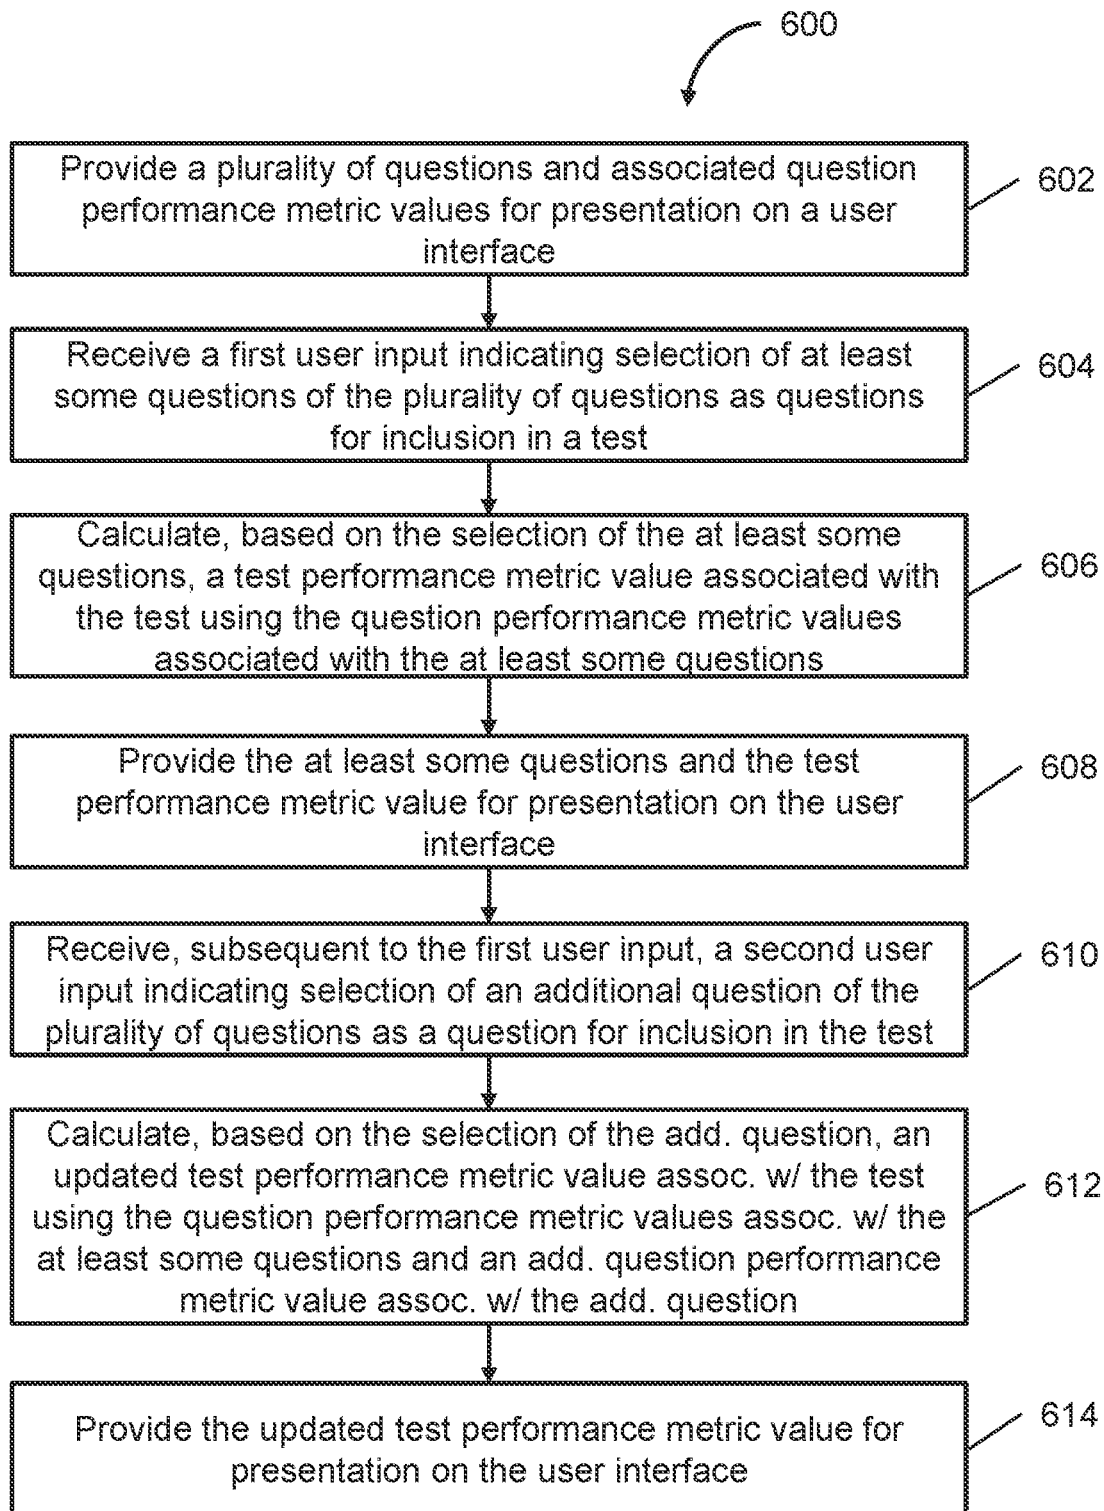 600
Provide a plurality of questions and associated question
performance metric values for presentation on a user
interface
602
Receive a first user input indicating selection of at least
some questions of the plurality of questions as questions
for inclusion in a test
604
Calculate, based on the selection of the at least some
questions, a test performance metric value associated with
the test using the question performance metric values
associated with the at least some questions
606
Provide the at least some questions and the test
performance metric value for presentation on the user
interface
608
Receive, subsequent to the first user input, a second user
input indicating selection of an additional question of the
plurality of questions as a question for inclusion in the test
610
Calculate, based on the selection of the add. question, an
updated test performance metric value assoc. w/ the test
using the question performance metric values assoc. w/ the
at least some questions and an add. question performance
metric value assoc. w/ the add. question
612
Provide the updated test performance metric value for
presentation on the user interface
614